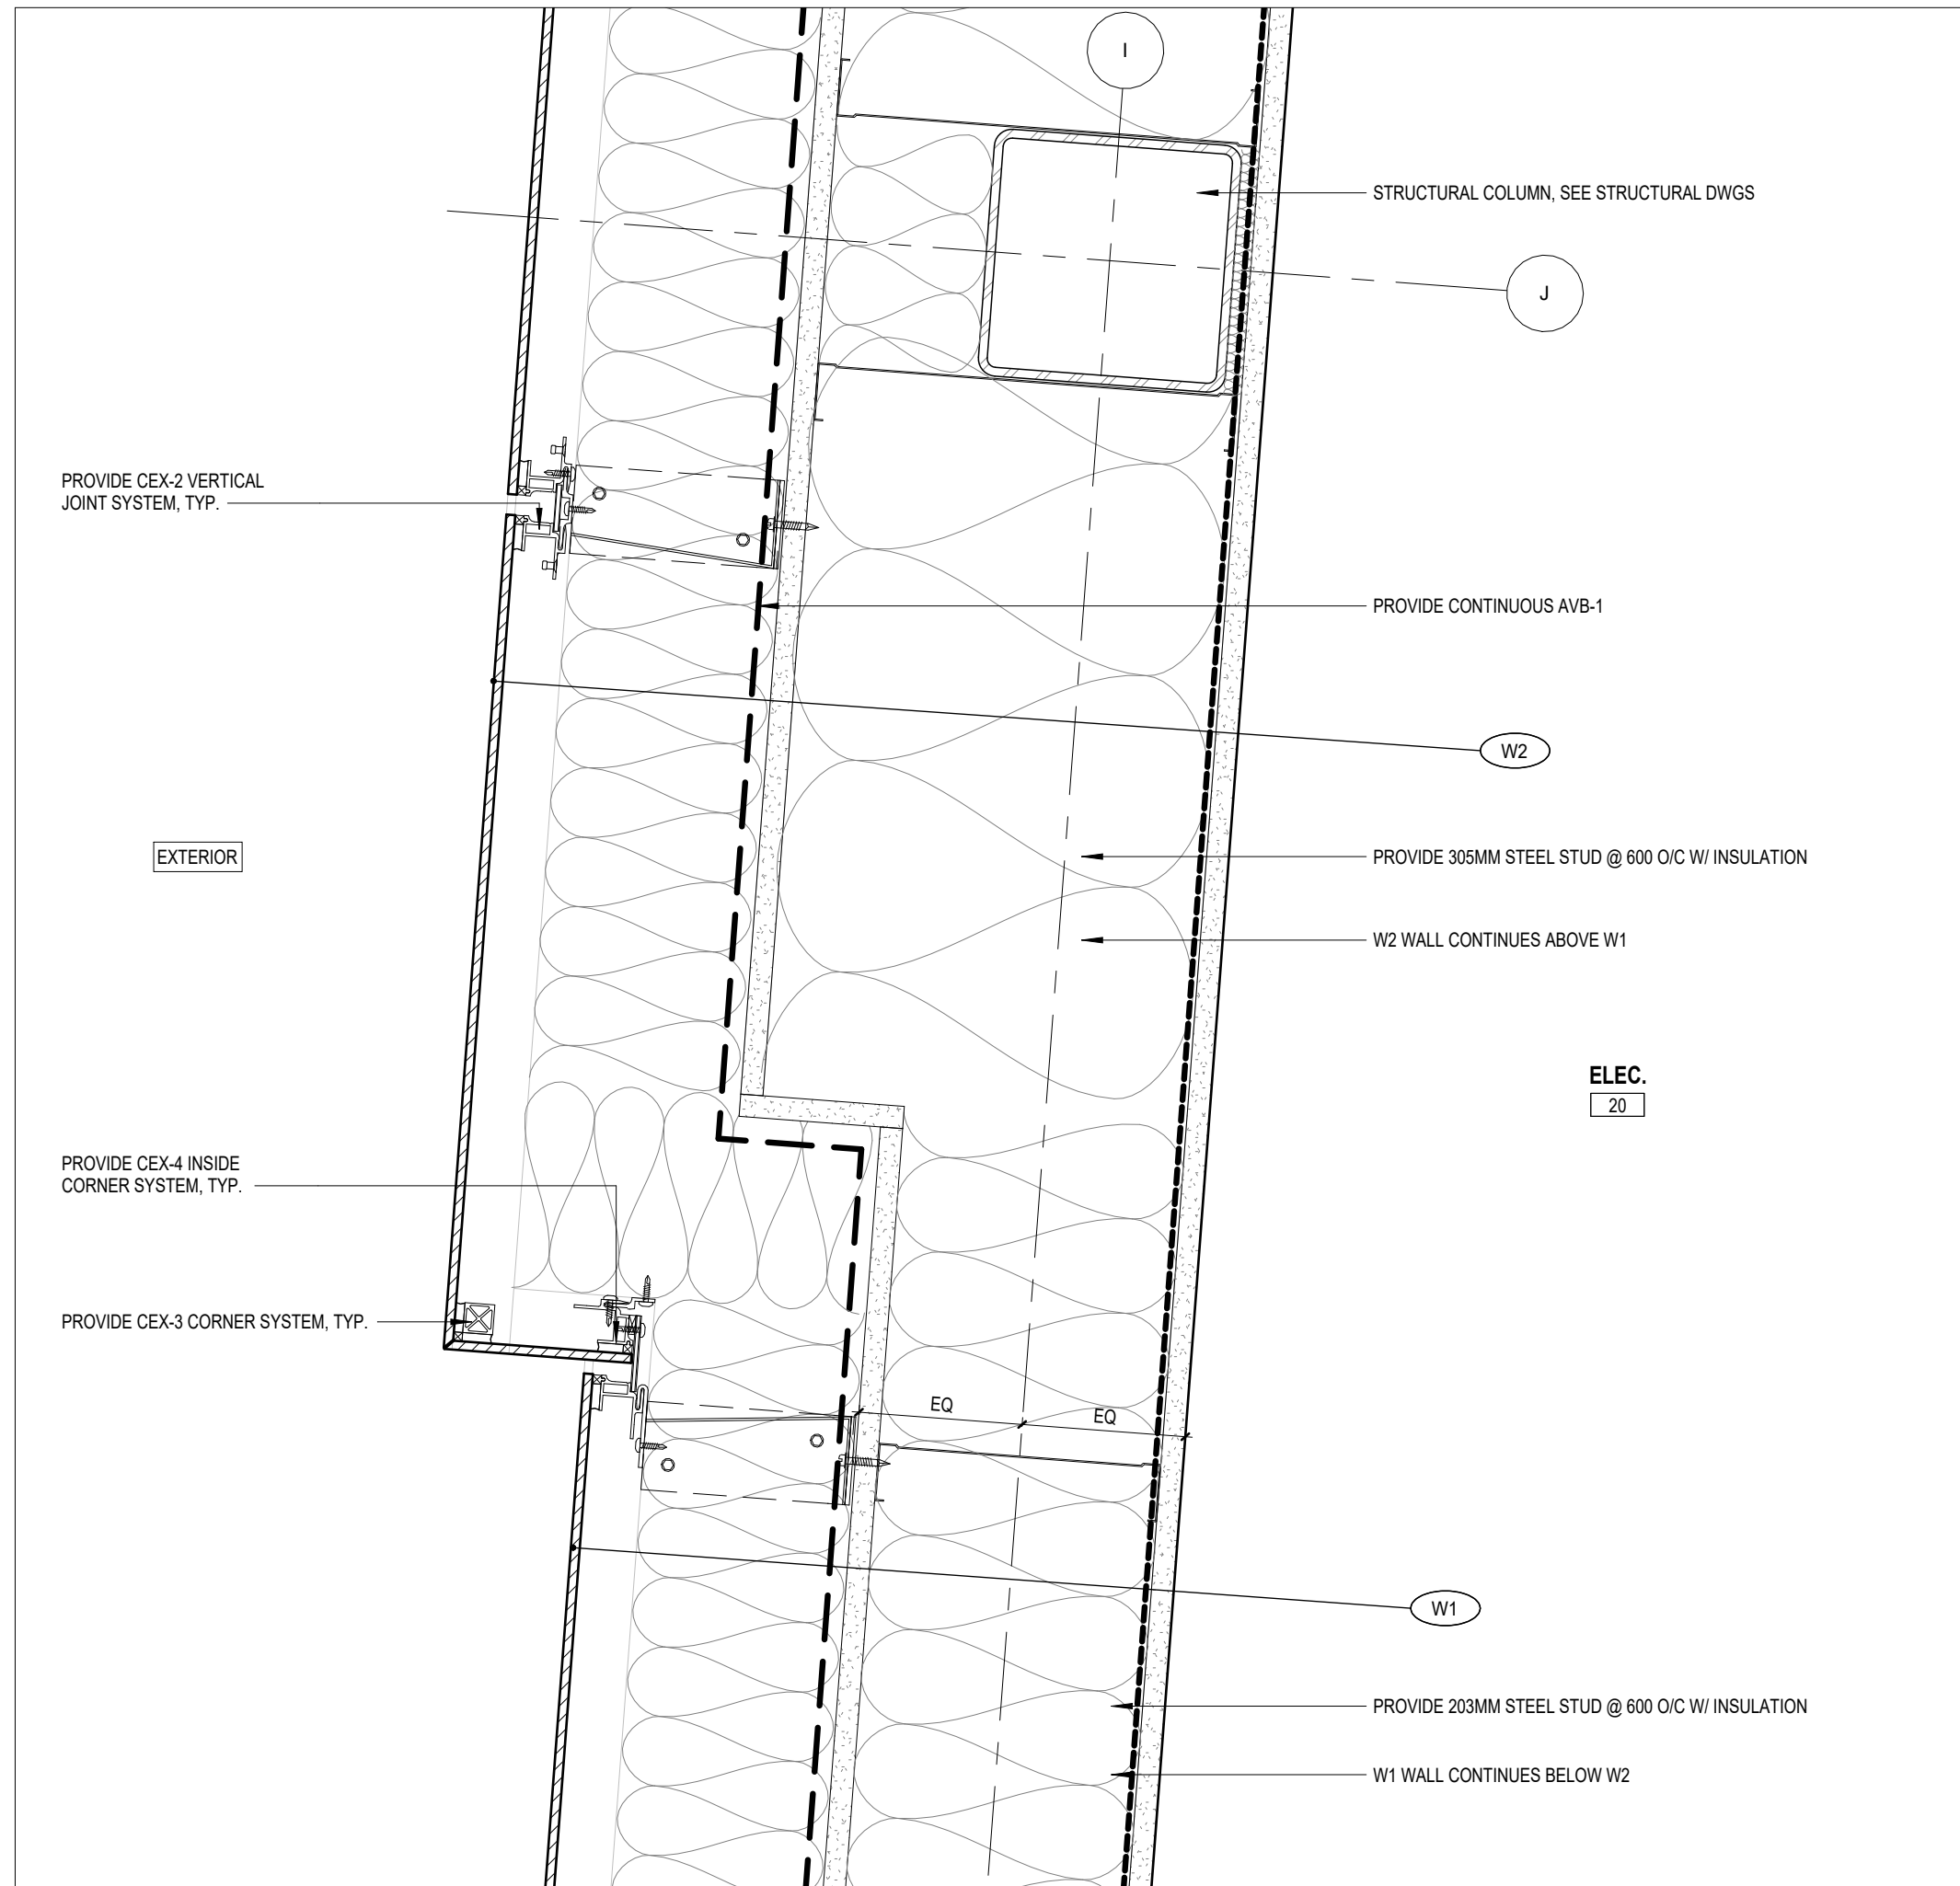 I
STRUCTURAL COLUMN, SEE STRUCTURAL DWGS
J
PROVIDE CEX-2 VERTICAL
JOINT SYSTEM, TYP.
PROVIDE CONTINUOUS AVB-1
W2
EXTERIOR
PROVIDE 305MM STEEL STUD @ 600 O/C W/ INSULATION
W2 WALL CONTINUES ABOVE W1
ELEC.
20
PROVIDE CEX-4 INSIDE
CORNER SYSTEM, TYP.
PROVIDE CEX-3 CORNER SYSTEM, TYP.
EQ
EQ
W1
PROVIDE 203MM STEEL STUD @ 600 O/C W/ INSULATION
W1 WALL CONTINUES BELOW W2